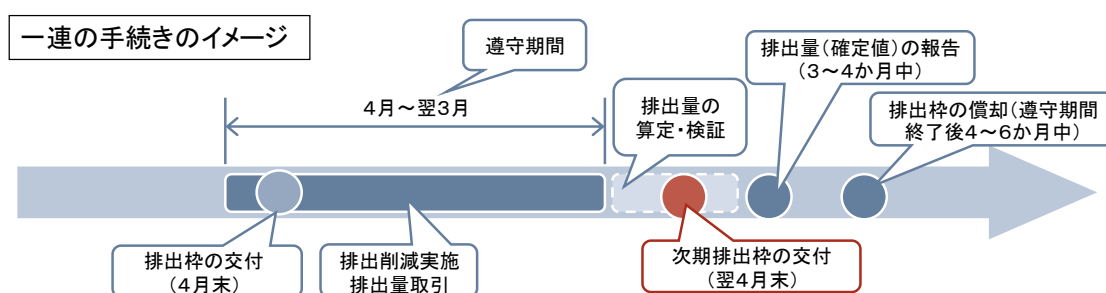 一連の手続きのイメージ
遵守期間
4月～翌3月
排出量の
算定・検証
排出量（確定値）の報告
（3～4か月中）
排出枠の償却（遵守期間
終了後4～6か月中）
排出枠の交付
（4月末）
排出削減実施
排出量取引
次期排出枠の交付
（翌4月末）